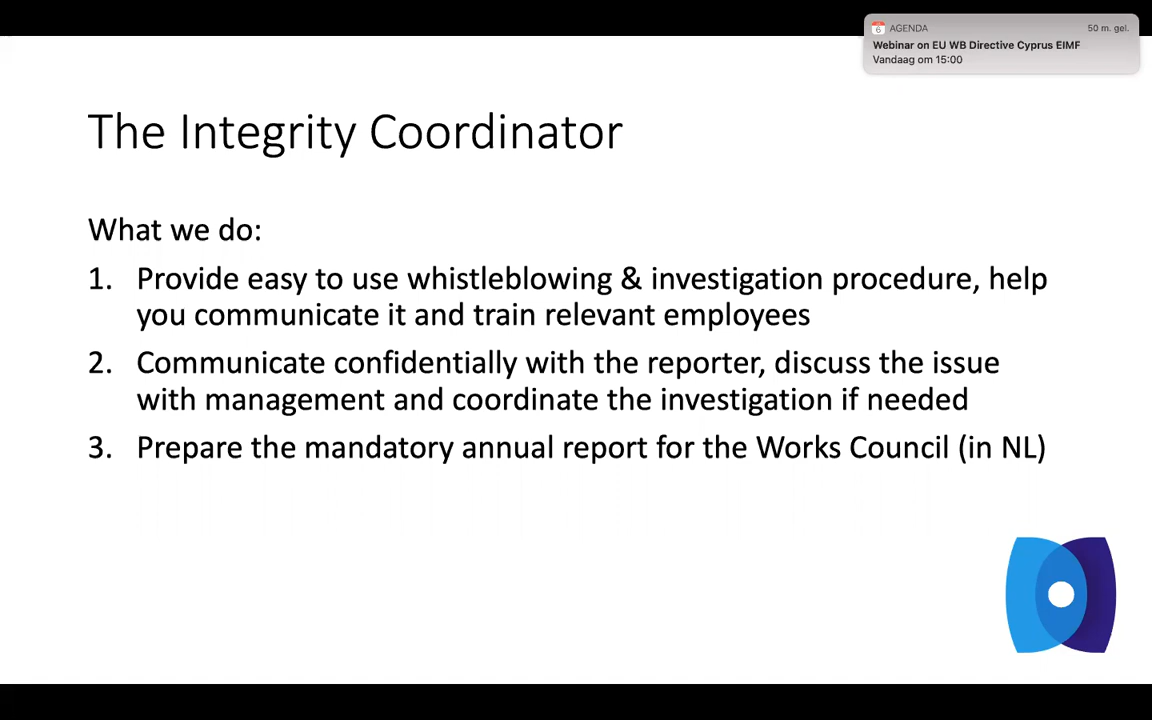 AGENDA
50 m. gel.
6
Webinar on EU WB Directive Cyprus EIMF
Vandaag om 15:00
The Integrity Coordinator
What we do:
1. Provide easy to use whistleblowing & investigation procedure, help
you communicate it and train relevant employees
2. Communicate confidentially with the reporter, discuss the issue
with management and coordinate the investigation if needed
3. Prepare the mandatory annual report for the Works Council (in NL)